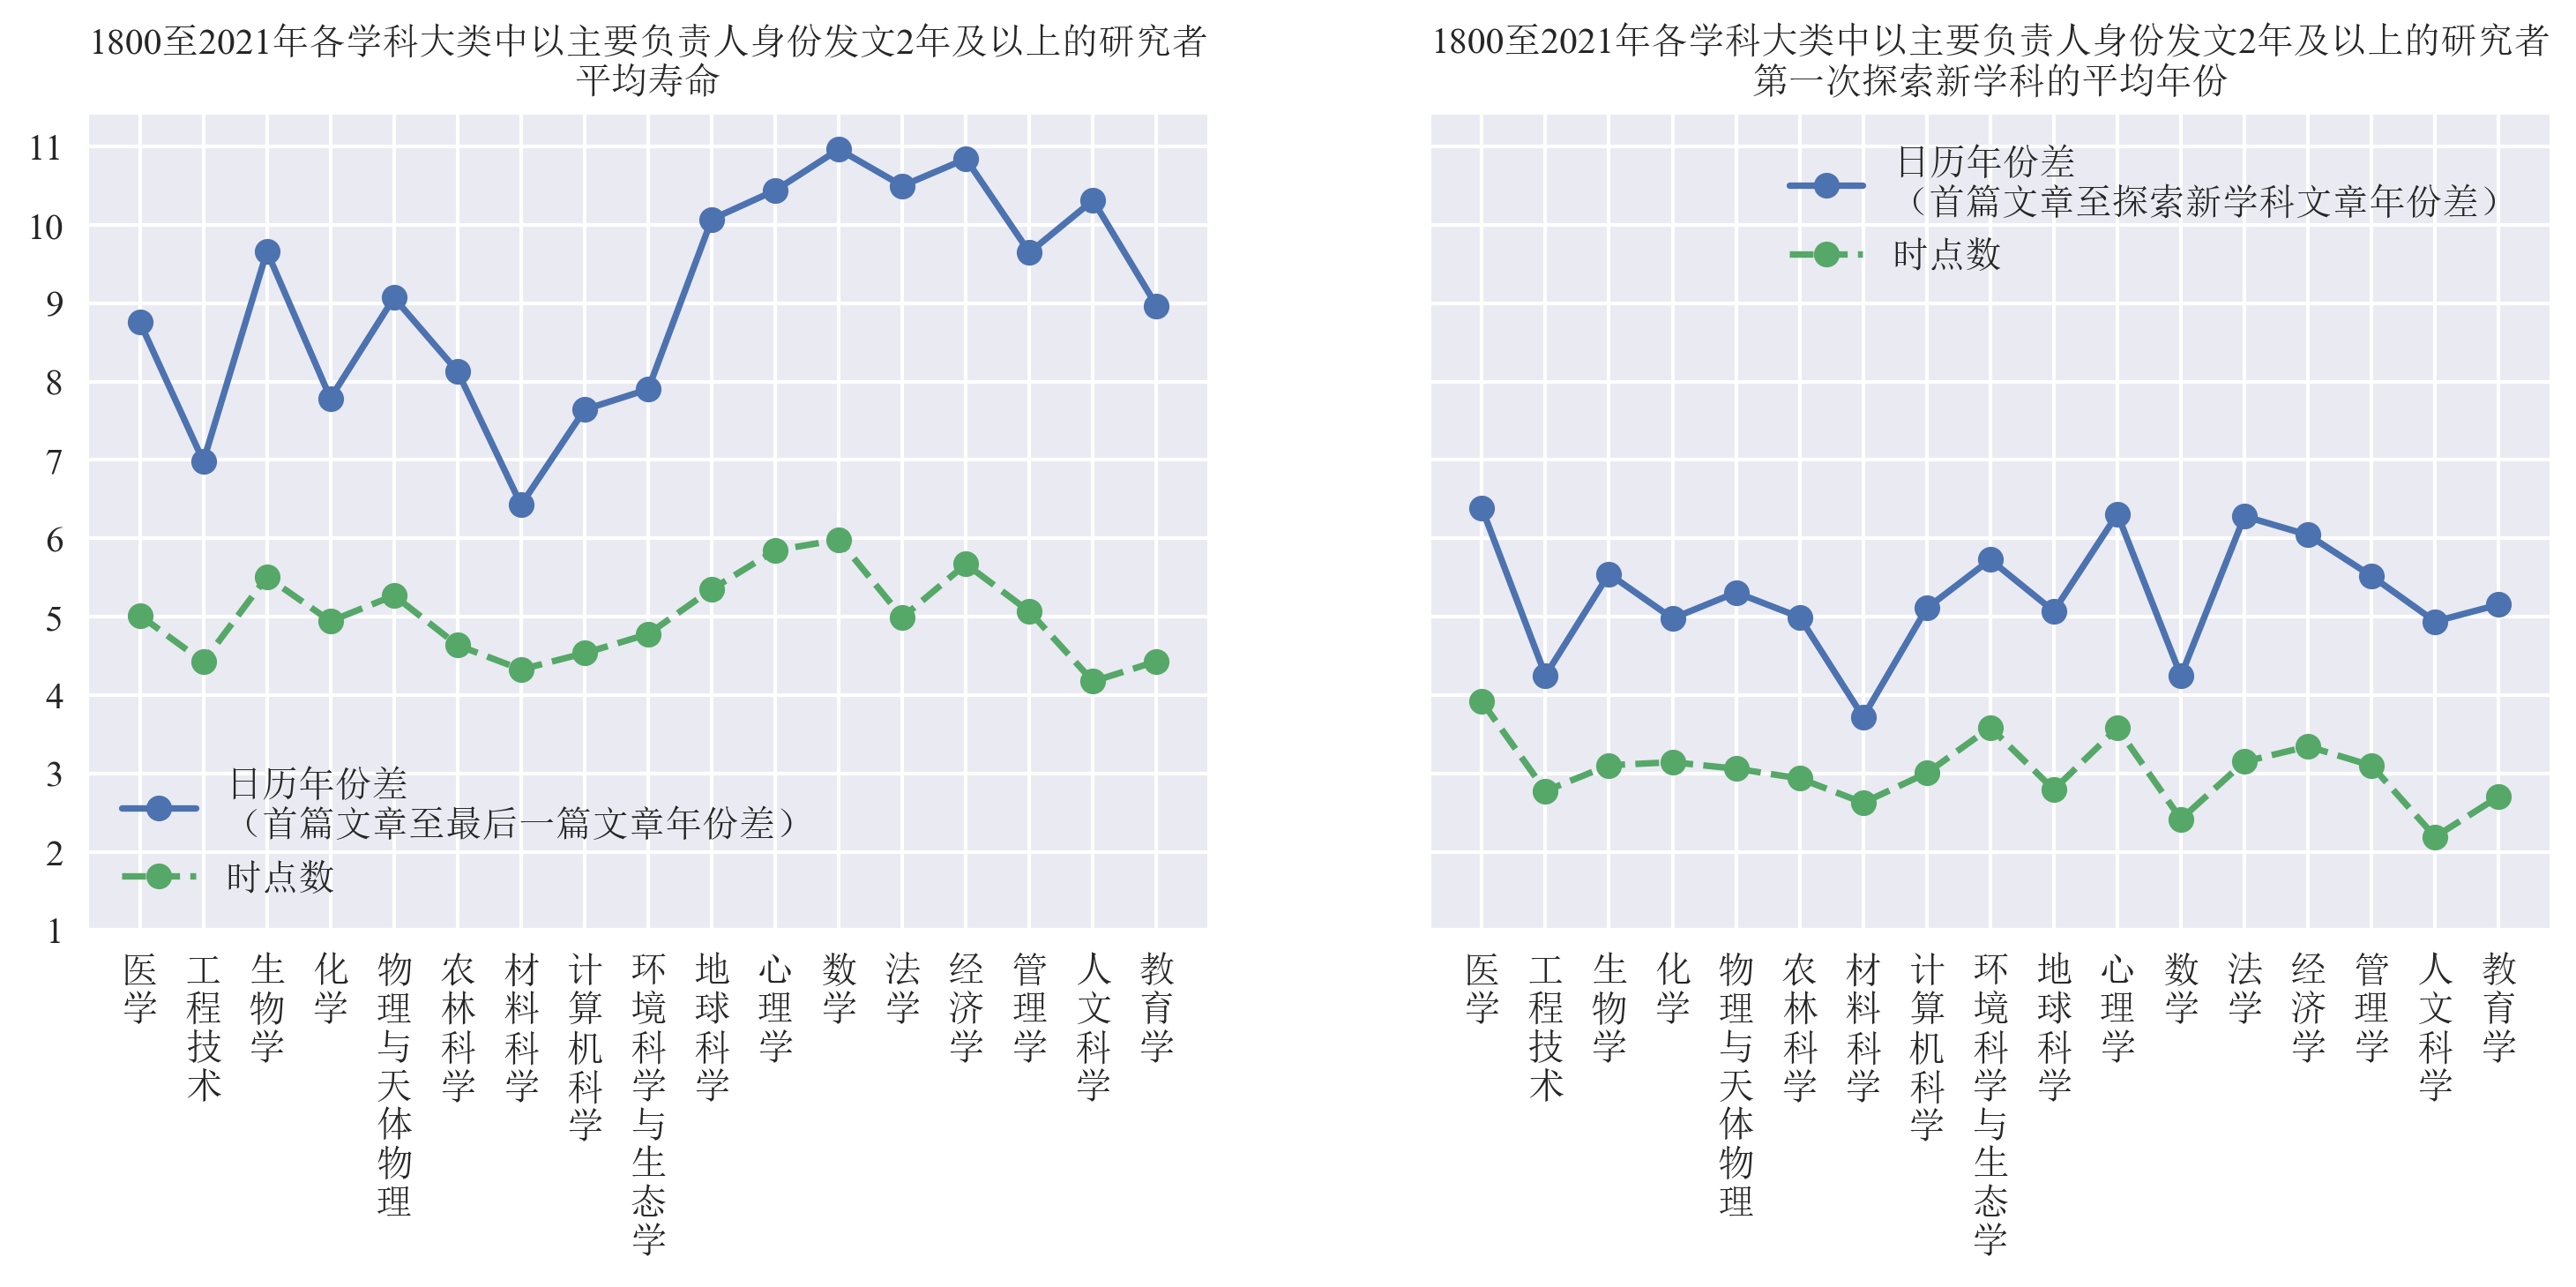 1800至2021年各学科大类中以主要负责人身份发文2年及以上的研究者
平均寿命
11
10
9
8
7
6
5
4
3
2
1
日历年份差
（首篇文章至最后一篇文章年份差）
时点数
医学
工程技术
生物学
化学
物理与天体物理
农林科学
材料科学
计算机科学
环境科学与生态学
地球科学
心理学
数学
法学
经济学
管理学
人文科学
教育学
1800至2021年各学科大类中以主要负责人身份发文2年及以上的研究者
第一次探索新学科的平均年份
日历年份差
（首篇文章至探索新学科文章年份差）
时点数
医学
工程技术
生物学
化学
物理与天体物理
农林科学
材料科学
计算机科学
环境科学与生态学
地球科学
心理学
数学
法学
经济学
管理学
人文科学
教育学